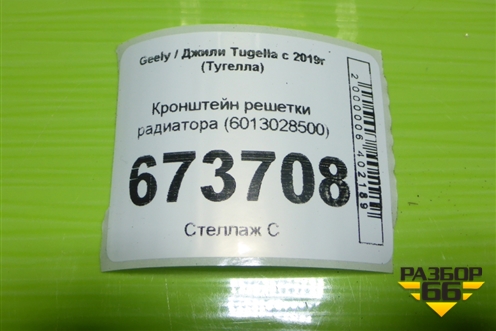 Geely / Джили Tugella с 2019г
(Тугелла)
Кронштейн решетки
радиатора (6013028500)
673708
Стеллаж С
2000006402189
РАЗБОР
66